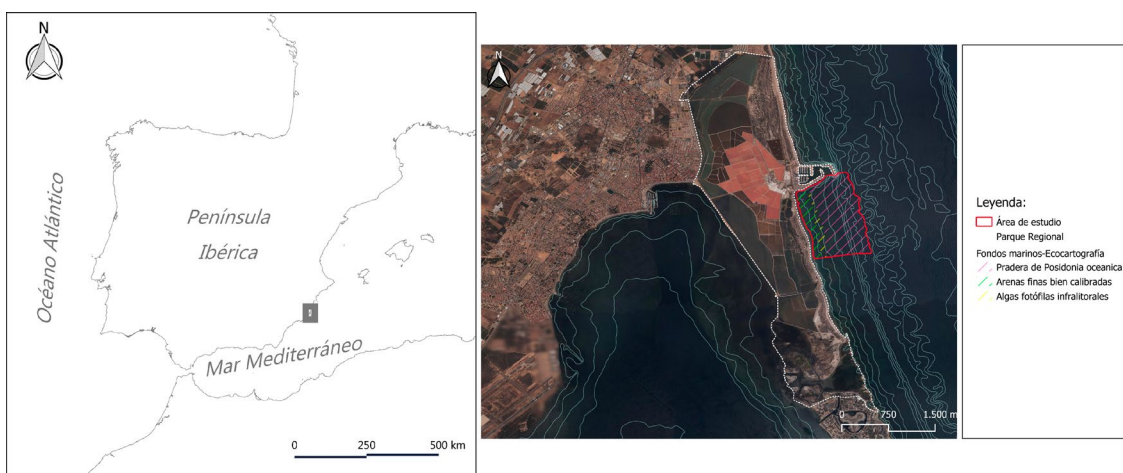 N
Océano Atlántico
Península
Ibérica
Mar Mediterráneo
0 250 500 km
N
0 750 1.500 m
Leyenda:
Área de estudio
Parque Regional
Fondos marinos-Ecocartografía
Pradera de Posidonia oceanica
Arenas finas bien calibradas
Algas fotófilas infralitorales